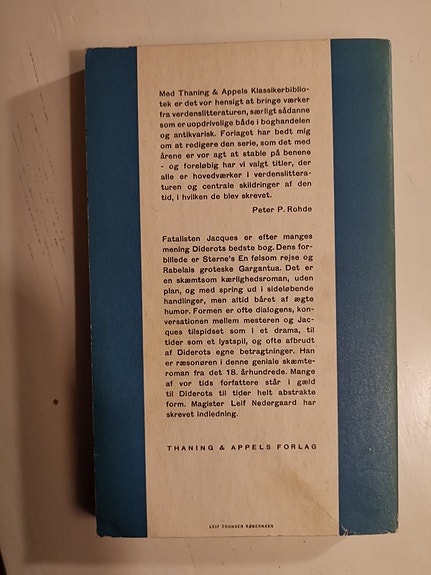 Med Thaning & Appels Klassikerbiblio-
tek er det vor hensigt at bringe værker
fra verdenslitteraturen, særligt sådanne
som er uopdrivelige både i boghandelen
og antikvarisk. Forlaget har bedt mig
om at redigere den serie, som det med
årene er vor agt at stable på benene
- og foreløbig har vi valgt titler, der
alle er hovedværker i verdenslittera-
turen og centrale skildringer af den
tid, i hvilken de blev skrevet.
Peter P. Rohde
Fatalisten Jacques er efter manges
mening Diderots bedste bog. Dens for-
billede er Sterne's En følsom rejse og
Rabelais groteske Gargantua. Det er
en skæmtsom kærlighedsroman, uden
plan, og med spring ud i sideløbende
handlinger, men altid båret af ægte
humor. Formen er ofte dialogens, kon-
versationen mellem mesteren og Jac-
ques tilspidset som i et drama, til
tider som et lystspil, og ofte afbrudt
af Diderots egne betragtninger. Han
er ræsonøren i denne geniale skæmte-
roman fra det 18. århundrede. Mange
af vor tids forfattere står i gæld
til Diderots til tider helt abstrakte
form. Magister Leif Nedergaard har
skrevet indledning.
THANING & APPELS FORLAG
LEIF THOMSEN KØBENHAVN